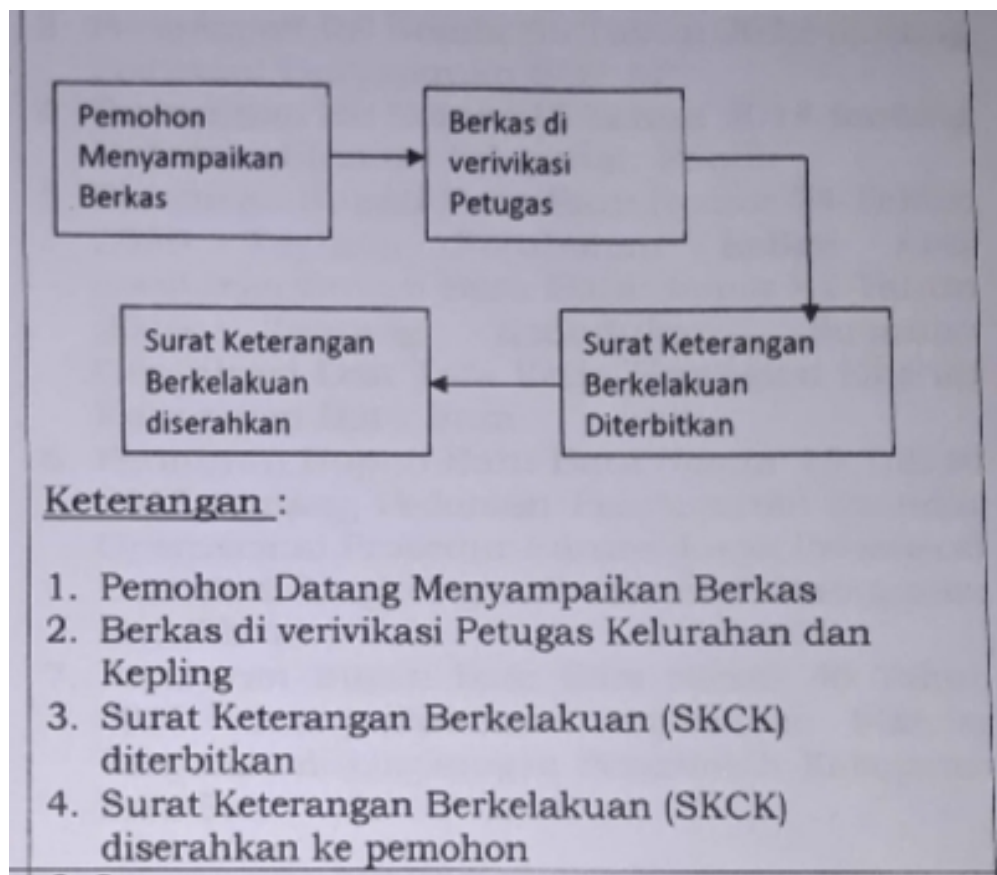 Pemohon
Menyampaikan
Berkas
Berkas di
verivikasi
Petugas
Surat Keterangan
Berkelakuan
Diterbitkan
Surat Keterangan
Berkelakuan
diserahkan
Keterangan :
1. Pemohon Datang Menyampaikan Berkas
2. Berkas di verivikasi Petugas Kelurahan dan
Kepling
3. Surat Keterangan Berkelakuan (SKCK)
diterbitkan
4. Surat Keterangan Berkelakuan (SKCK)
diserahkan ke pemohon